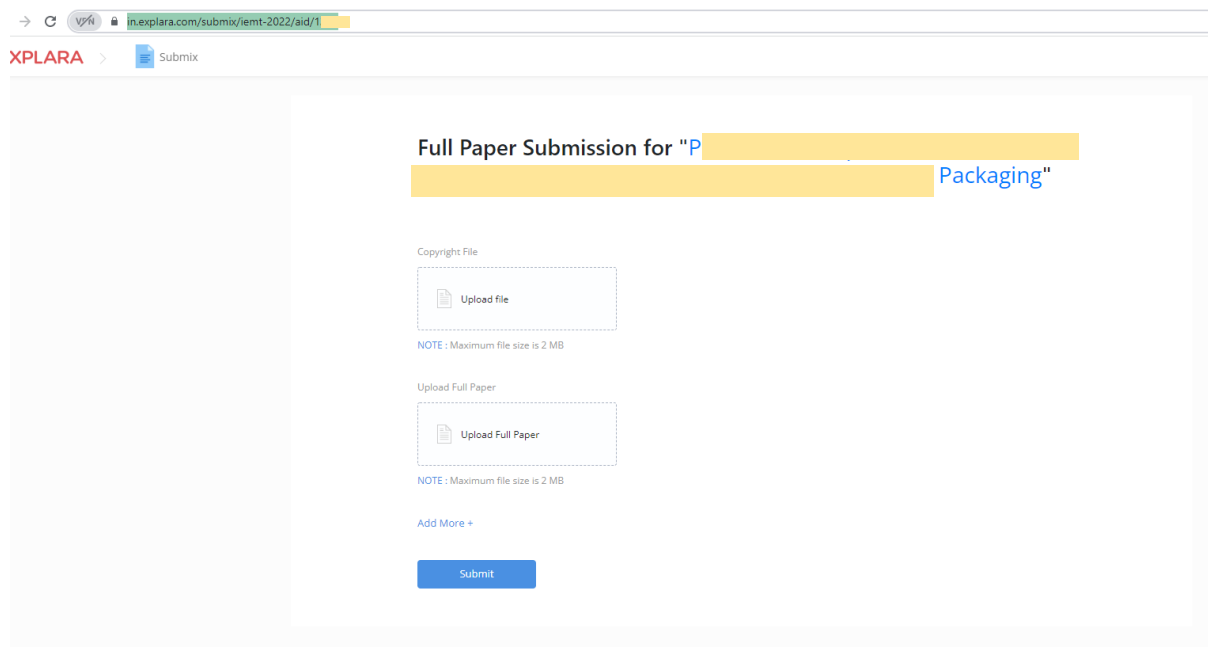 VPN in.explara.com/submix/iemt-2022/aid/1
XPLARA Submix
Full Paper Submission for "P
Packaging"
Copyright File
Upload file
NOTE : Maximum file size is 2 MB
Upload Full Paper
Upload Full Paper
NOTE : Maximum file size is 2 MB
Add More +
Submit